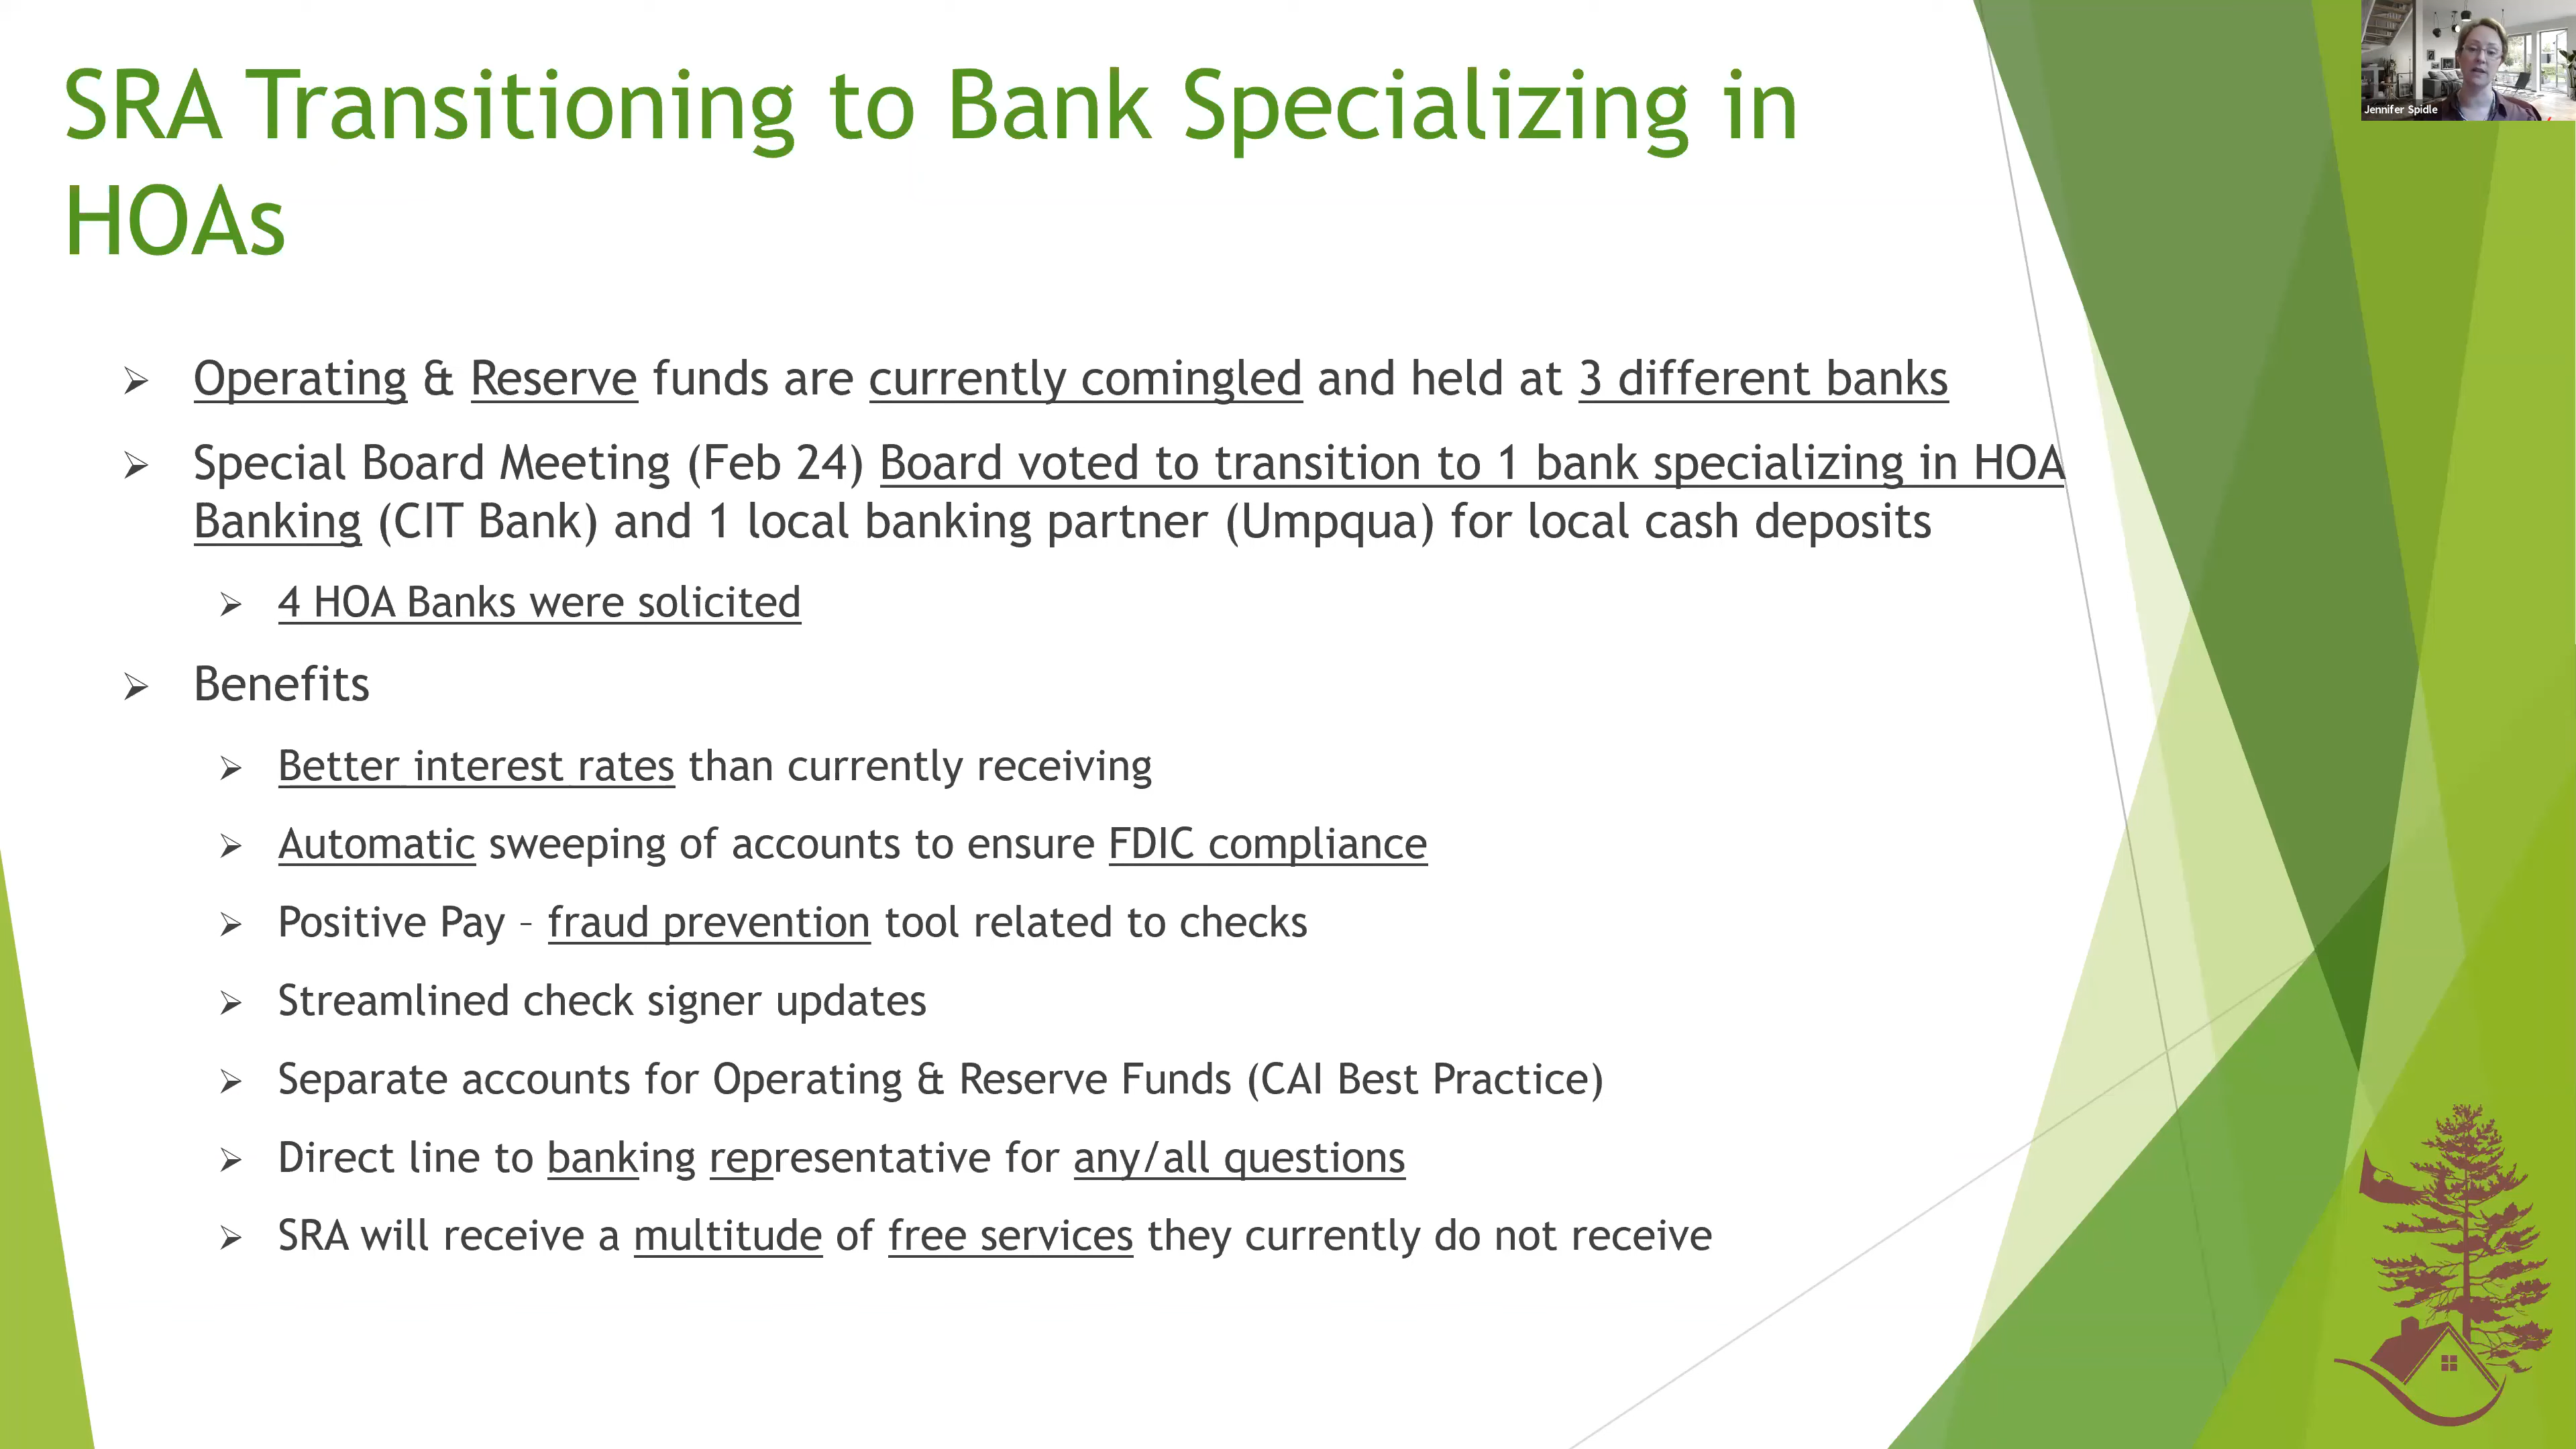 SRA Transitioning to Bank Specializing in
HOAs
Jennifer Spidle
➢ Operating & Reserve funds are currently comingled and held at 3 different banks
➢ Special Board Meeting (Feb 24) Board voted to transition to 1 bank specializing in HOA
Banking (CIT Bank) and 1 local banking partner (Umpqua) for local cash deposits
➢ 4 HOA Banks were solicited
➢ Benefits
➢ Better interest rates than currently receiving
➢ Automatic sweeping of accounts to ensure FDIC compliance
➢ Positive Pay – fraud prevention tool related to checks
➢ Streamlined check signer updates
➢ Separate accounts for Operating & Reserve Funds (CAI Best Practice)
➢ Direct line to banking representative for any/all questions
➢ SRA will receive a multitude of free services they currently do not receive